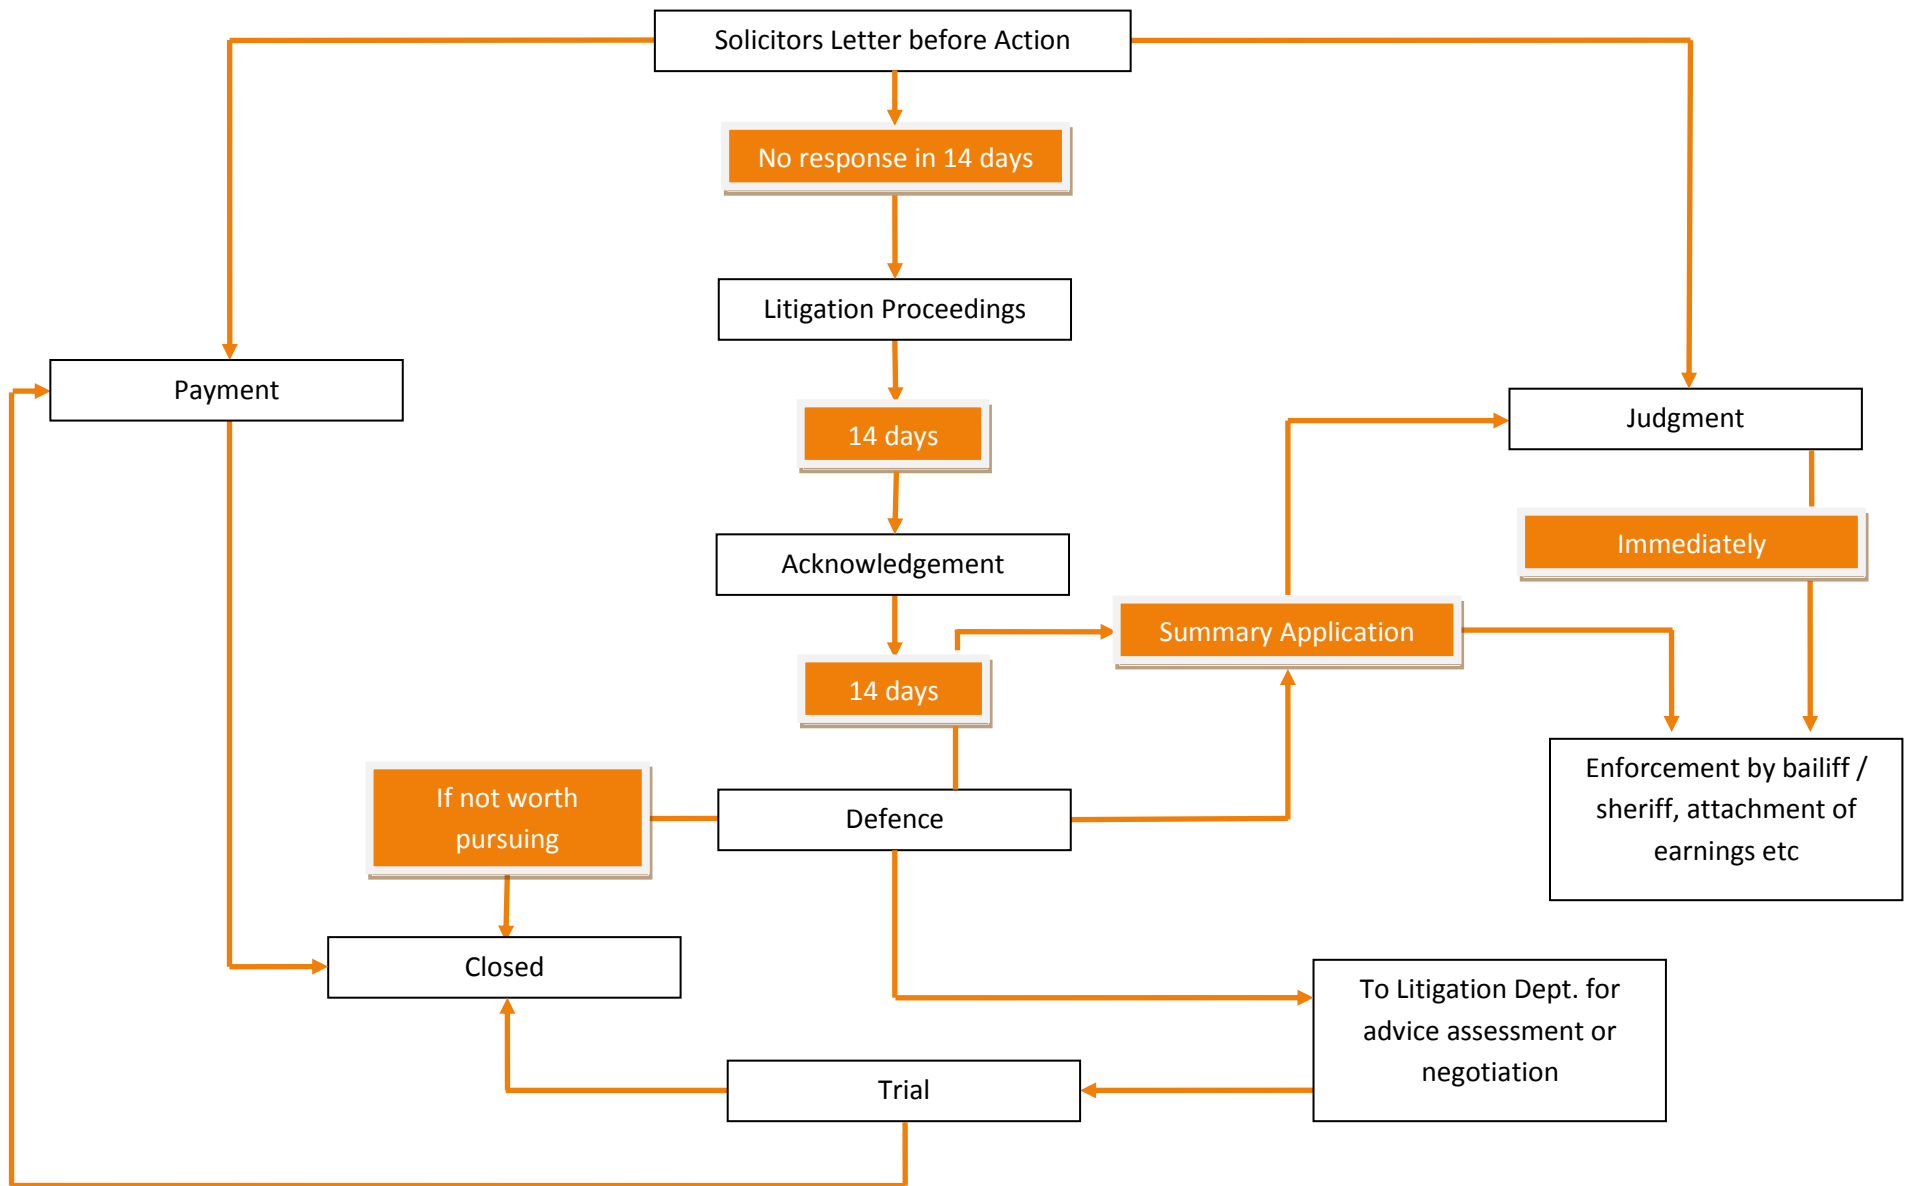 Solicitors Letter before Action
No response in 14 days
Litigation Proceedings
Payment
Judgment
14 days
Immediately
Acknowledgement
Summary Application
14 days
If not worth
pursuing
Defence
Enforcement by bailiff /
sheriff, attachment of
earnings etc
Closed
To Litigation Dept. for
advice assessment or
negotiation
Trial